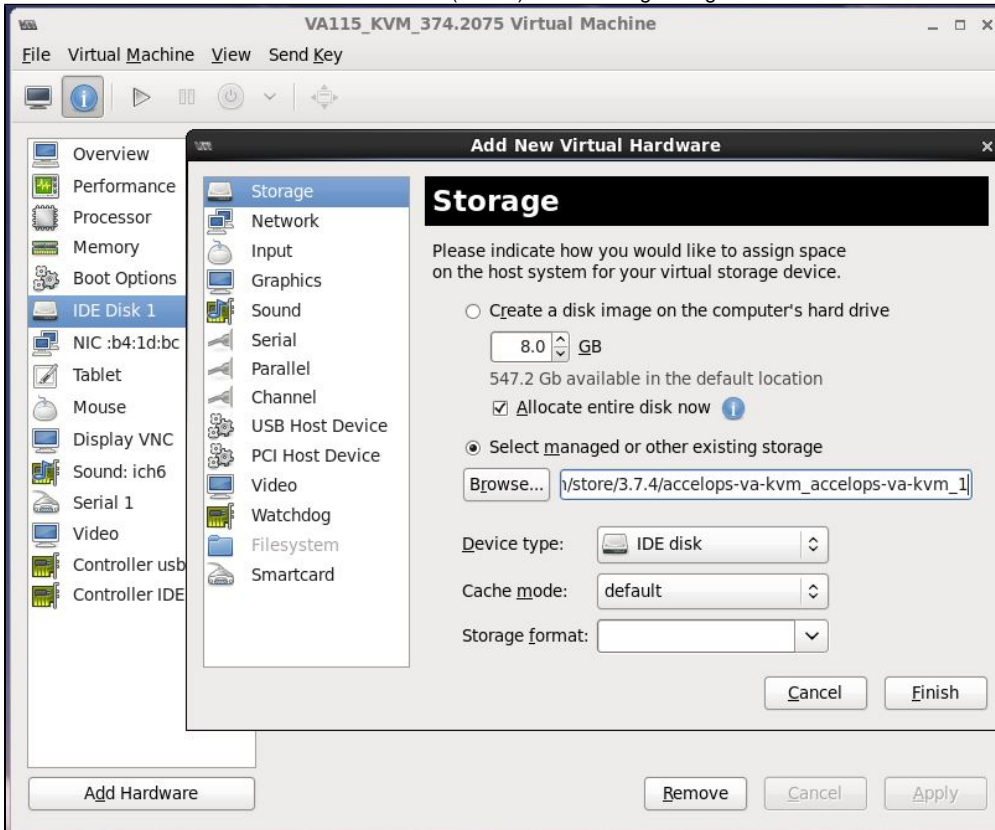 VA115_KVM_374.2075 Virtual Machine
File Virtual Machine View Send Key
Overview
Performance
Processor
Memory
Boot Options
IDE Disk 1
NIC :b4:1d:bc
Tablet
Mouse
Display VNC
Sound: ich6
Serial 1
Video
Controller usb
Controller IDE
Add Hardware
Add New Virtual Hardware
Storage
Network
Input
Graphics
Sound
Serial
Parallel
Channel
USB Host Device
PCI Host Device
Video
Watchdog
Filesystem
Smartcard
Storage
Please indicate how you would like to assign space
on the host system for your virtual storage device.
Create a disk image on the computer's hard drive
8.0 GB
547.2 Gb available in the default location
Allocate entire disk now
Select managed or other existing storage
Browse... /store/3.7.4/accelops-va-kvm_accelops-va-kvm_1
Device type: IDE disk
Cache mode: default
Storage format:
Cancel Finish
Remove Cancel Apply